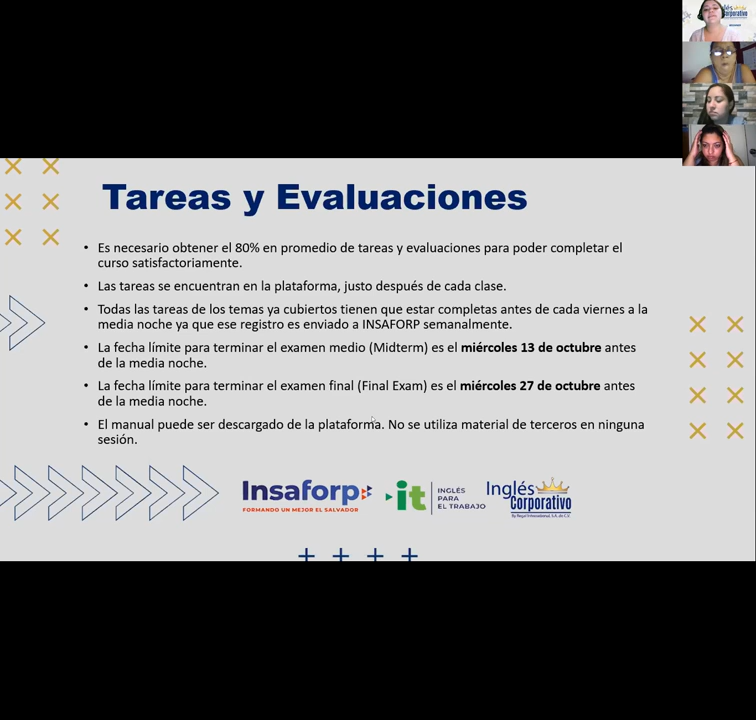 Inglés
Corporativo
Tareas y Evaluaciones
• Es necesario obtener el 80% en promedio de tareas y evaluaciones para poder completar el
curso satisfactoriamente.
• Las tareas se encuentran en la plataforma, justo después de cada clase.
• Todas las tareas de los temas ya cubiertos tienen que estar completas antes de cada viernes a la
media noche ya que ese registro es enviado a INSAFORP semanalmente.
• La fecha límite para terminar el examen medio (Midterm) es el miércoles 13 de octubre antes
de la media noche.
• La fecha límite para terminar el examen final (Final Exam) es el miércoles 27 de octubre antes
de la media noche.
• El manual puede ser descargado de la plataforma. No se utiliza material de terceros en ninguna
sesión.
Insaforp
FORMANDO UN MEJOR EL SALVADOR
it
INGLÉS
PARA
EL TRABAJO
Inglés
Corporativo